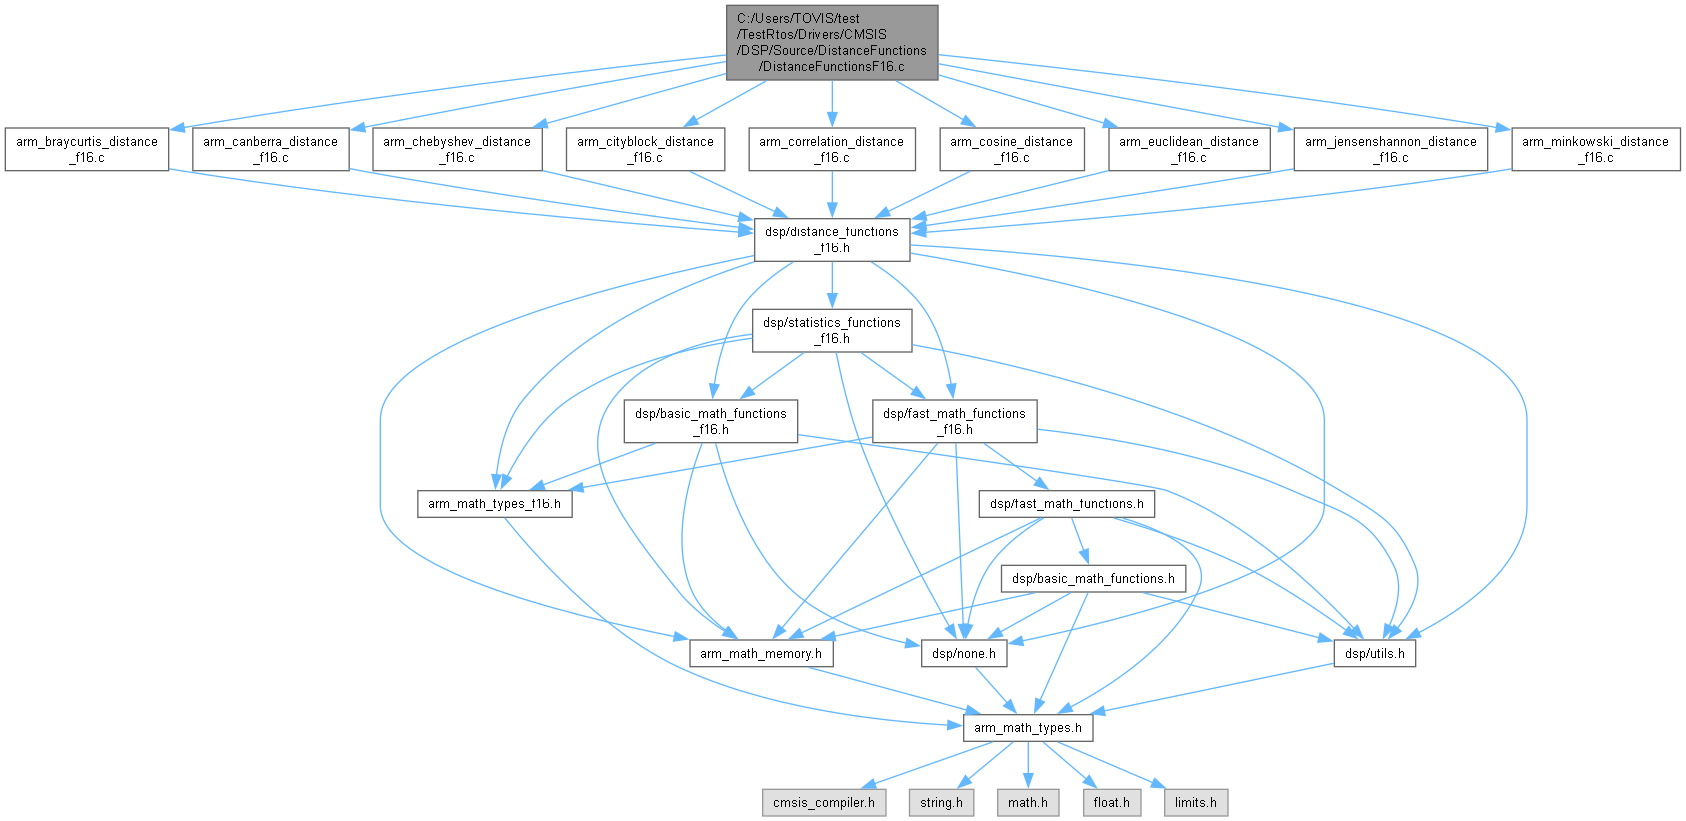 C:/Users/TOVIS/test
/TestRtos/Drivers/CMSIS
/DSP/Source/DistanceFunctions
/DistanceFunctionsF16.c
arm_braycurtis_distance
_f16.c
arm_canberra_distance
_f16.c
arm_chebyshev_distance
_f16.c
arm_cityblock_distance
_f16.c
arm_correlation_distance
_f16.c
arm_cosine_distance
_f16.c
arm_euclidean_distance
_f16.c
arm_jensenshannon_distance
_f16.c
arm_minkowski_distance
_f16.c
dsp/distance_functions
_f16.h
dsp/statistics_functions
_f16.h
dsp/basic_math_functions
_f16.h
dsp/fast_math_functions
_f16.h
arm_math_types_f16.h
dsp/fast_math_functions.h
dsp/basic_math_functions.h
arm_math_memory.h
dsp/none.h
dsp/utils.h
arm_math_types.h
cmsis_compiler.h
string.h
math.h
float.h
limits.h